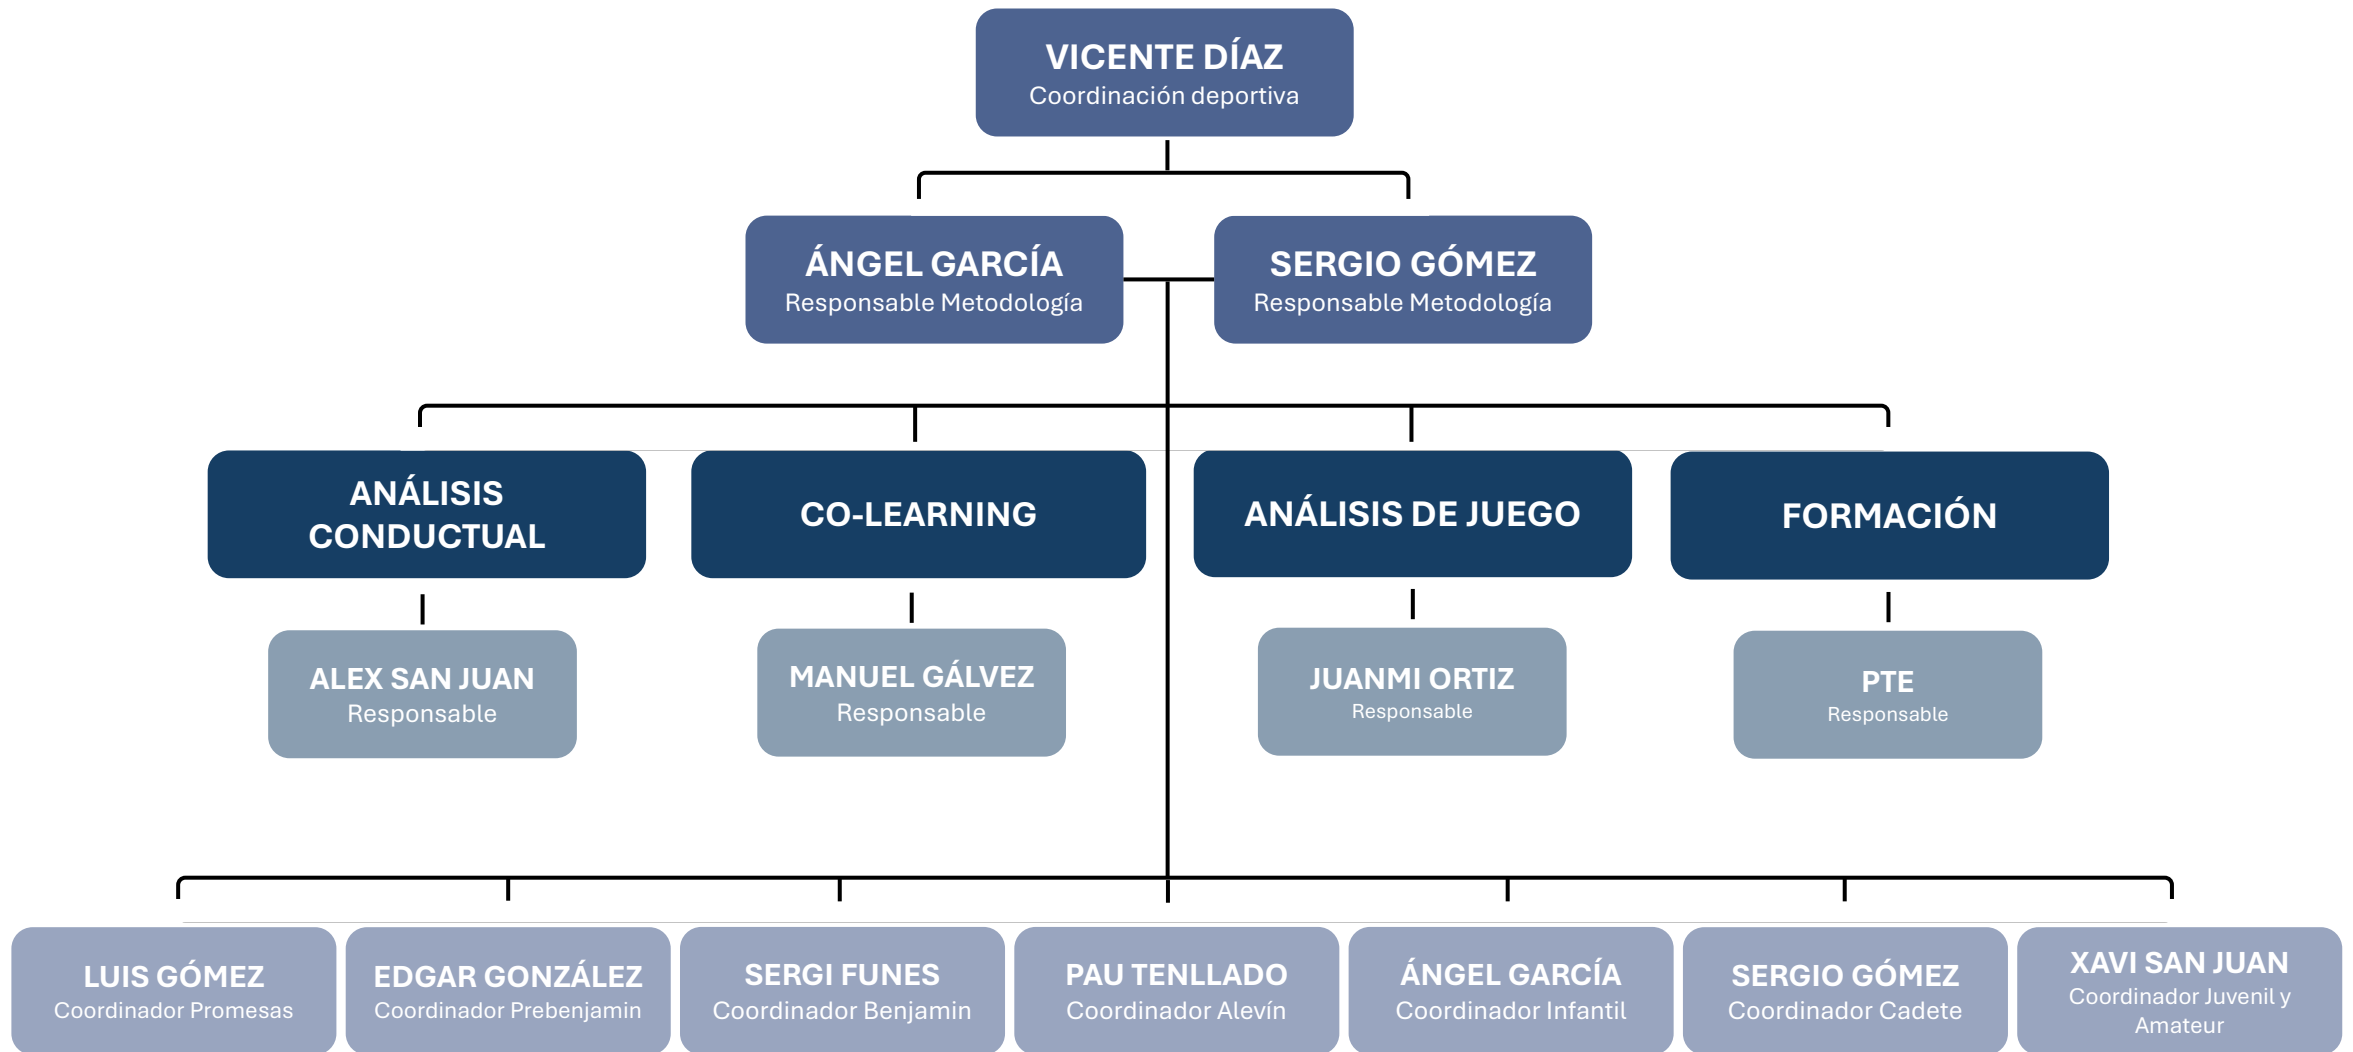 VICENTE DÍAZ
Coordinación deportiva
ÁNGEL GARCÍA
Responsable Metodología
SERGIO GÓMEZ
Responsable Metodología
ANÁLISIS
CONDUCTUAL
CO-LEARNING
ANÁLISIS DE JUEGO
FORMACIÓN
ALEX SAN JUAN
Responsable
MANUEL GÁLVEZ
Responsable
JUANMI ORTIZ
Responsable
PTE
Responsable
LUIS GÓMEZ
Coordinador Promesas
EDGAR GONZÁLEZ
Coordinador Prebenjamin
SERGI FUNES
Coordinador Benjamin
PAU TENLLADO
Coordinador Alevín
ÁNGEL GARCÍA
Coordinador Infantil
SERGIO GÓMEZ
Coordinador Cadete
XAVI SAN JUAN
Coordinador Juvenil y
Amateur